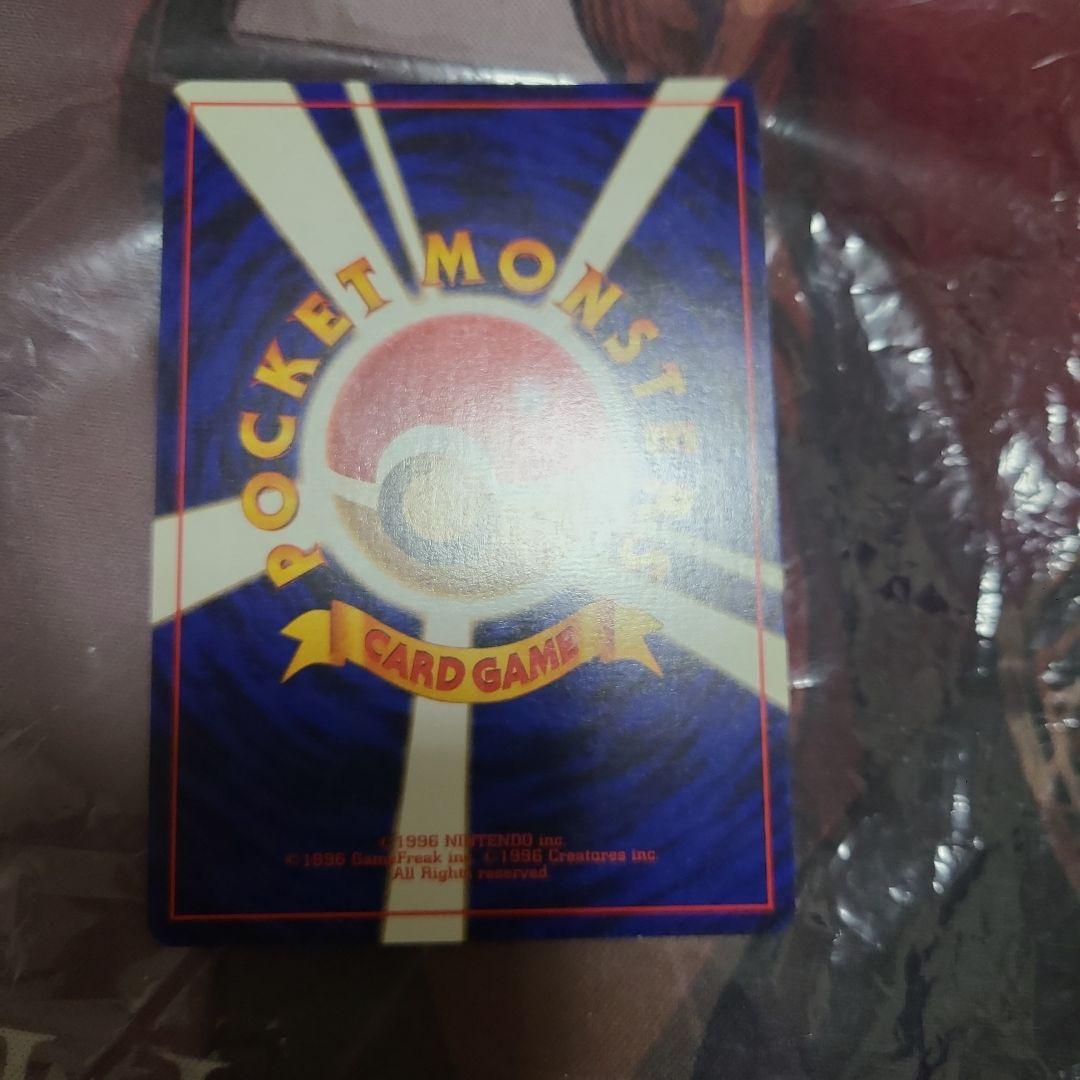 POCKET MONSTERS
CARD GAME
©1996 NINTENDO inc.
©1996 GameFreak inc. ©1996 Creatures inc.
All Rights reserved.